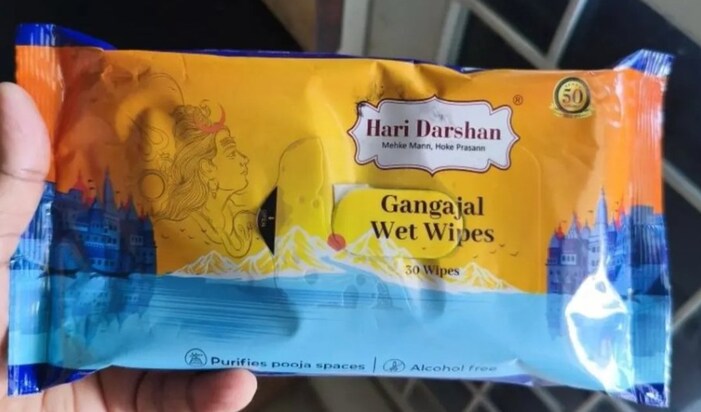 50
Hari Darshan
®
Mehke Mann, Hoke Prasann
Gangajal
Wet Wipes
30 Wipes
Purifies pooja spaces | Alcohol free